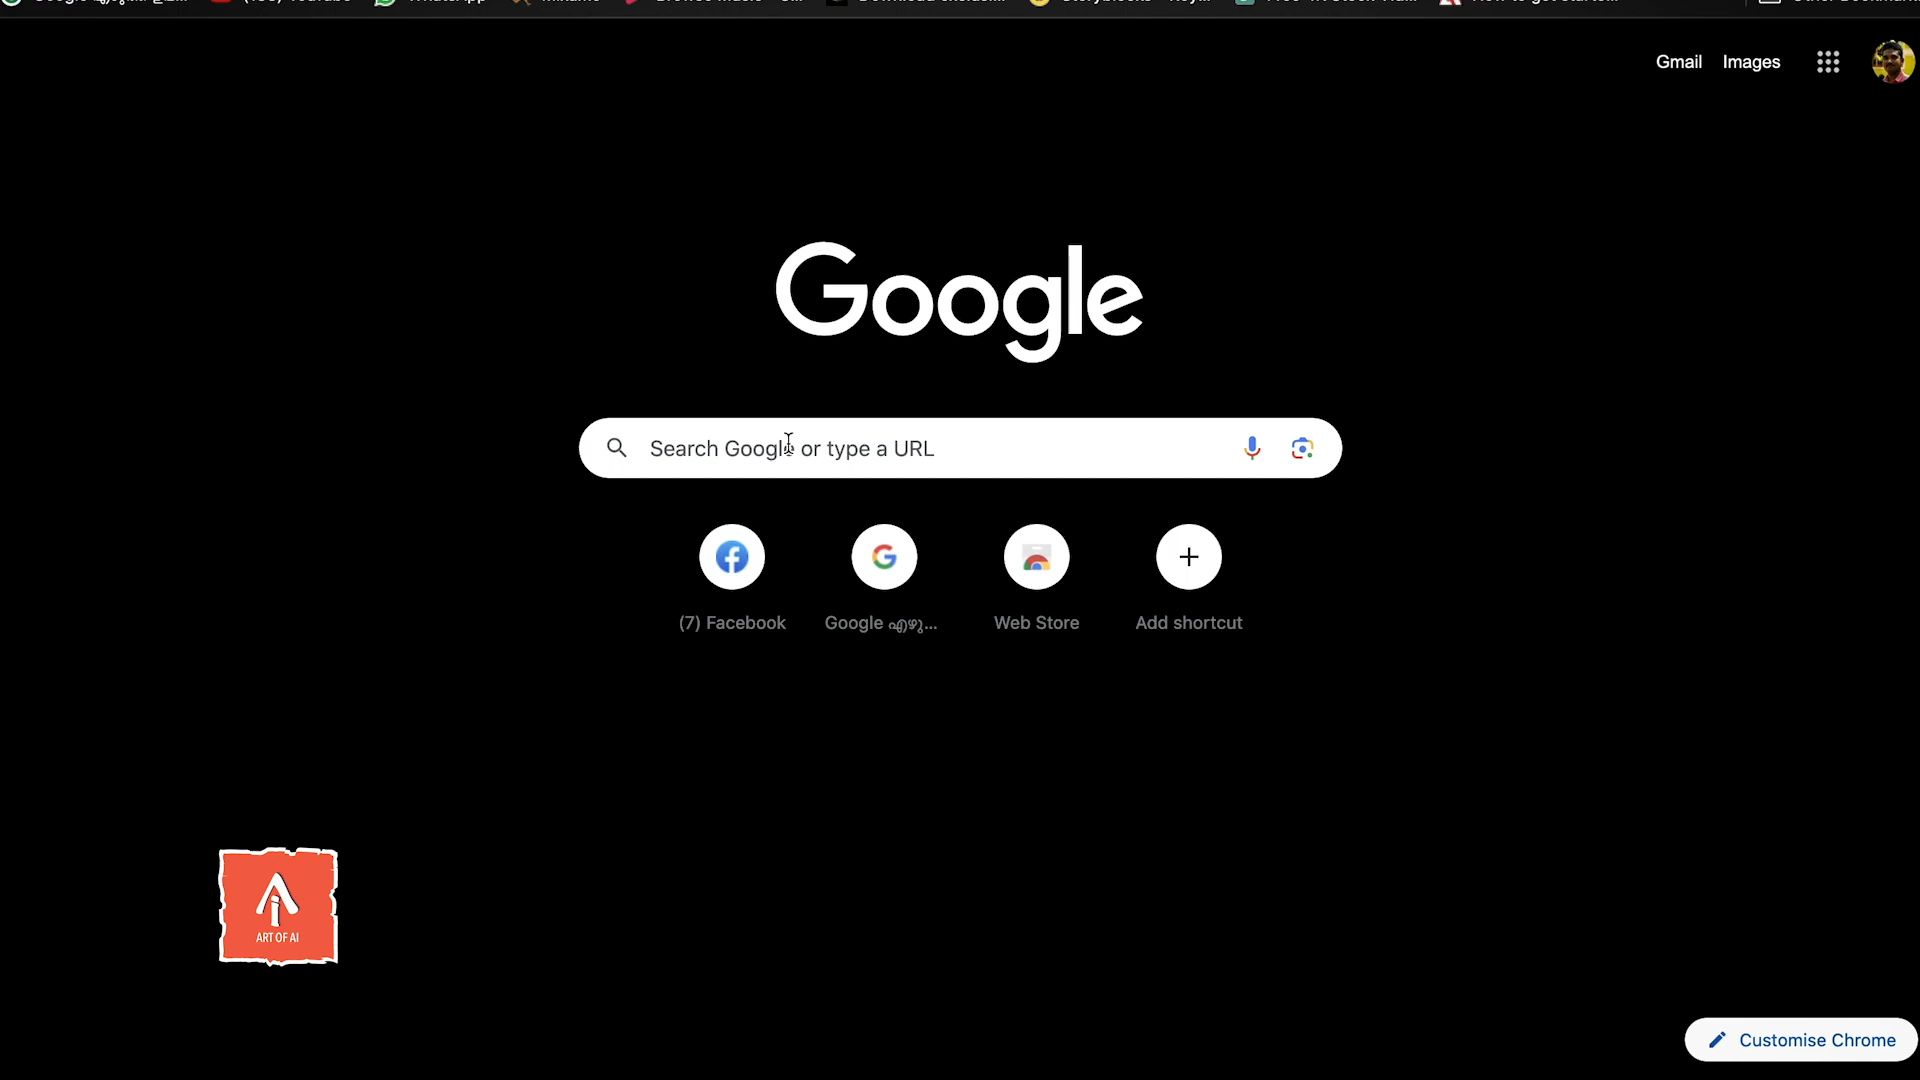 Gmail Images
Google
Search Google or type a URL
(7) Facebook
Google എഴു...
Web Store
Add shortcut
ART OF AI
Customise Chrome